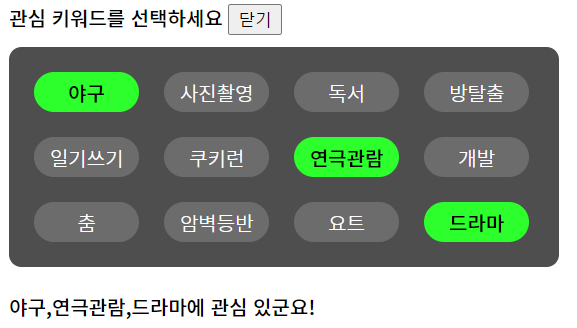 관심 키워드를 선택하세요 닫기
야구 사진촬영 독서 방탈출
일기쓰기 쿠키런 연극관람 개발
춤 암벽등반 요트 드라마
야구,연극관람,드라마에 관심 있군요!